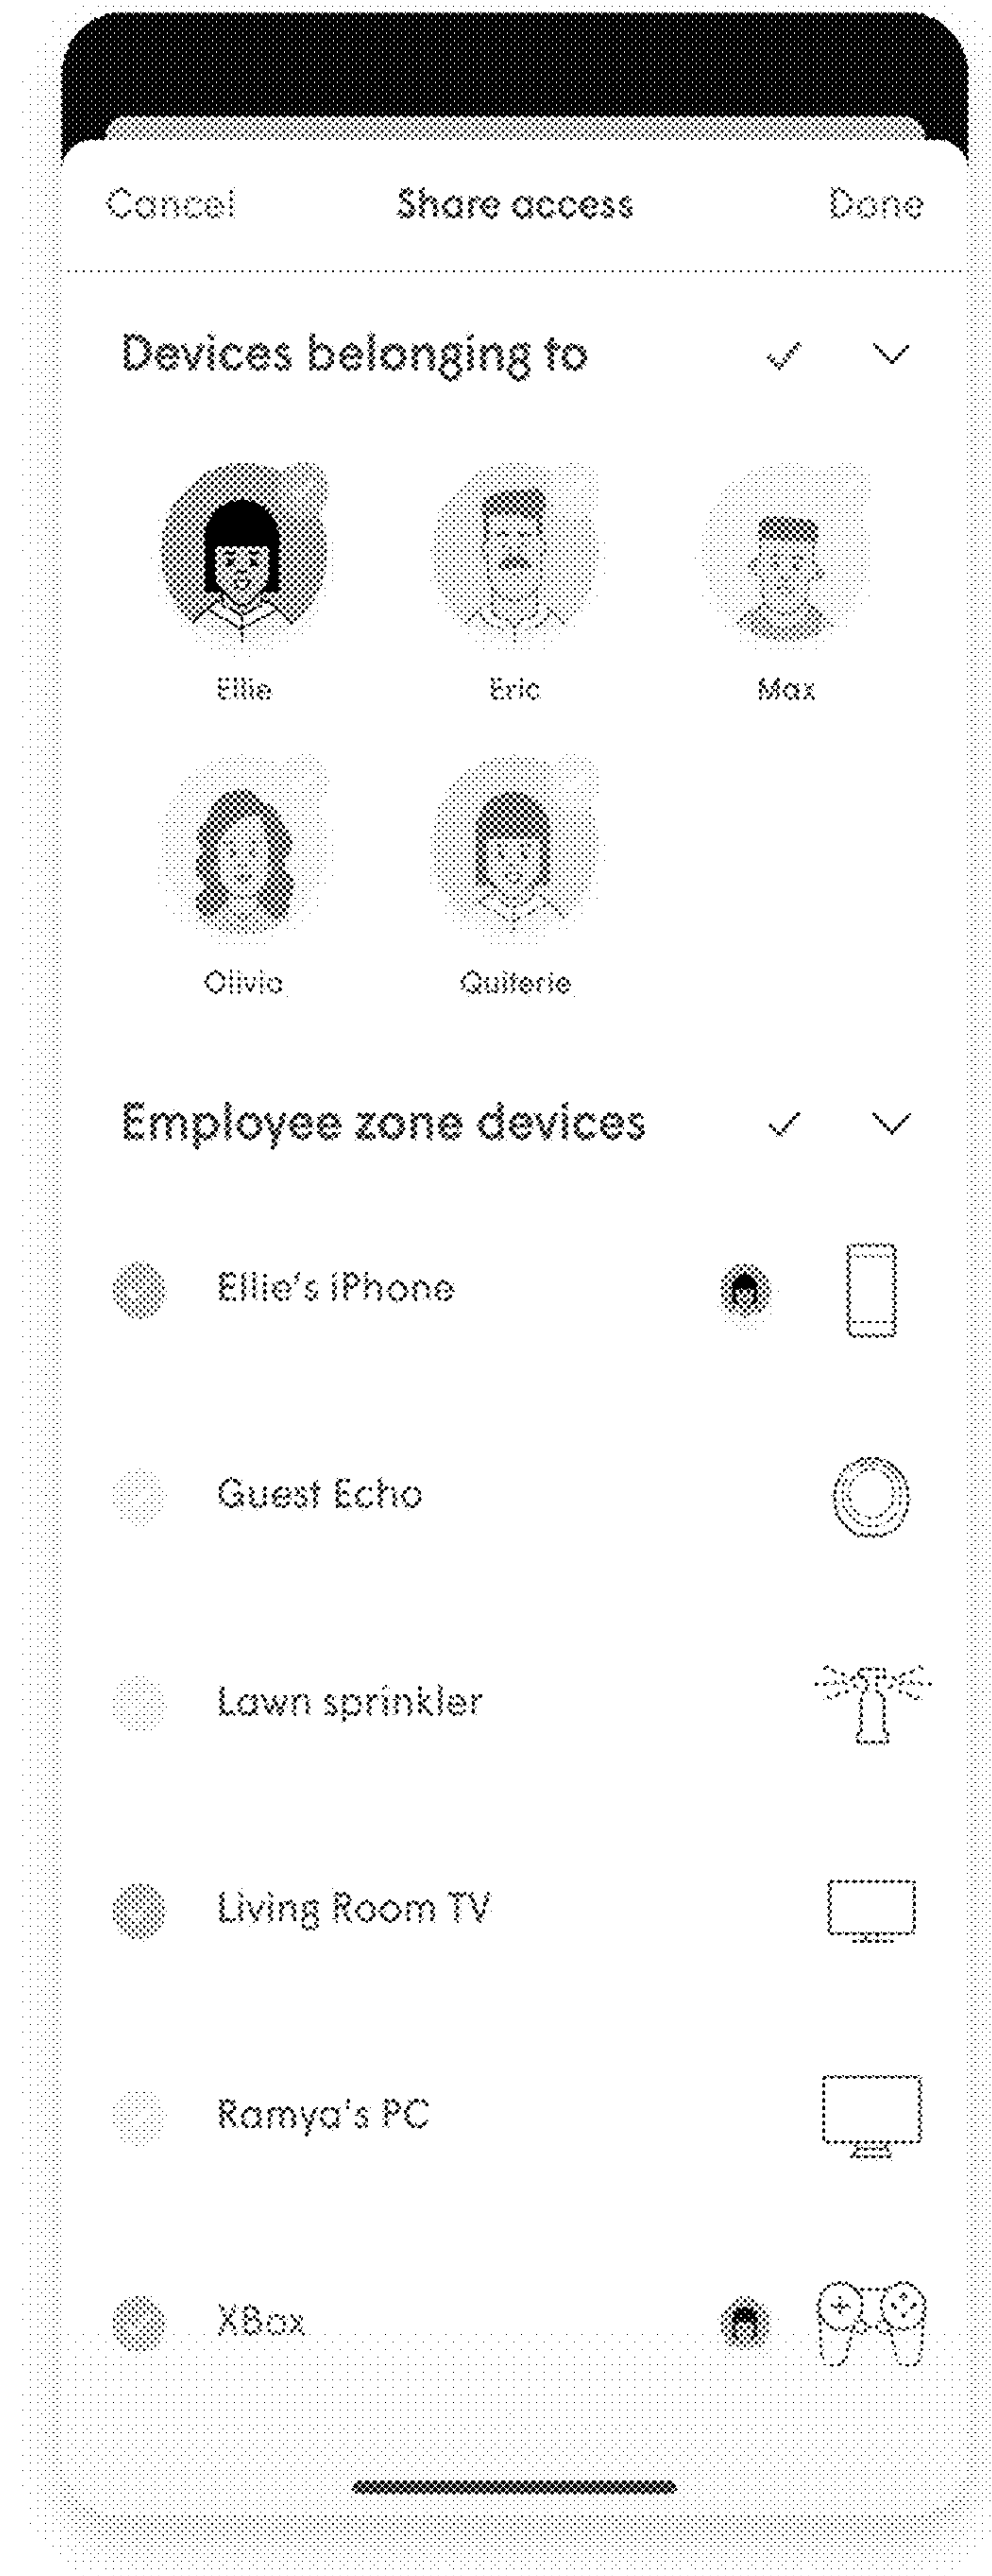 Cancel Share access Done
Devices belonging to
Ellie Eric Max
Olivia Quiterie
Employee zone devices
Ellie's iPhone
Guest Echo
Lawn sprinkler
Living Room TV
Ramya's PC
XBox